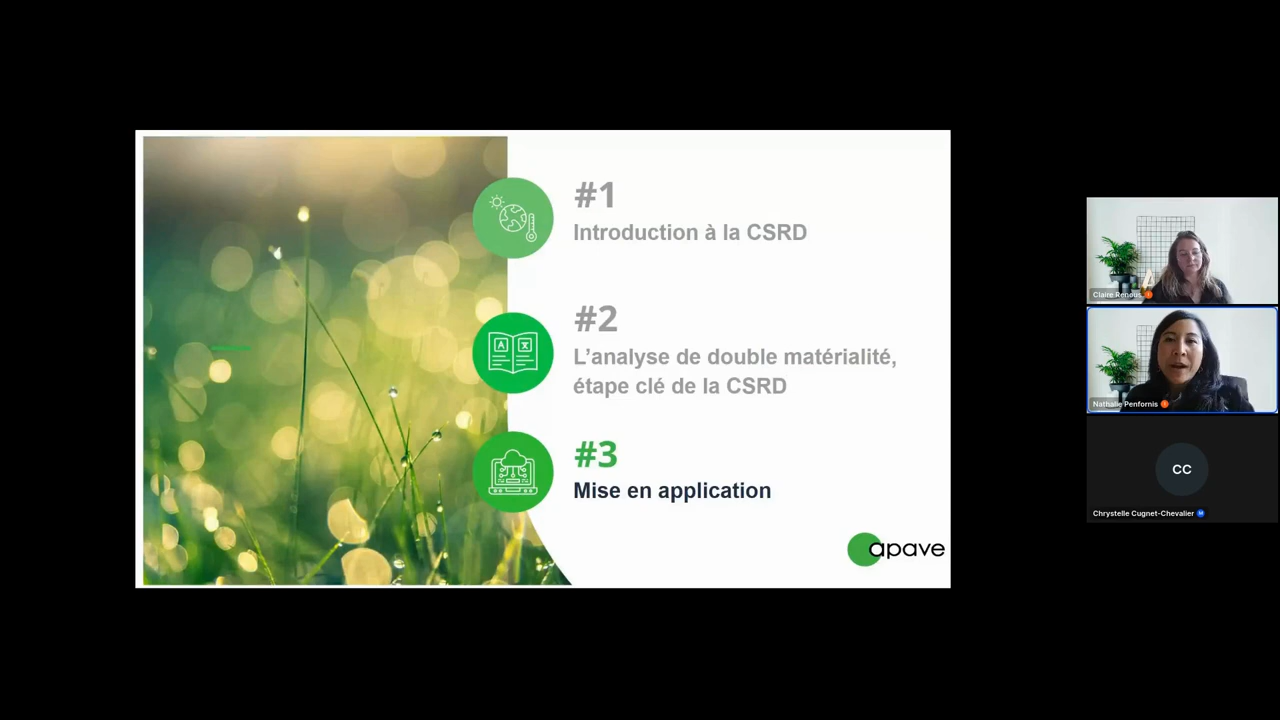 #1
Introduction à la CSRD
#2
L'analyse de double matérialité,
étape clé de la CSRD
#3
Mise en application
apave
Claire
Nathalie Penfornis
CC
Chrystelle Cugnet-Chevalier